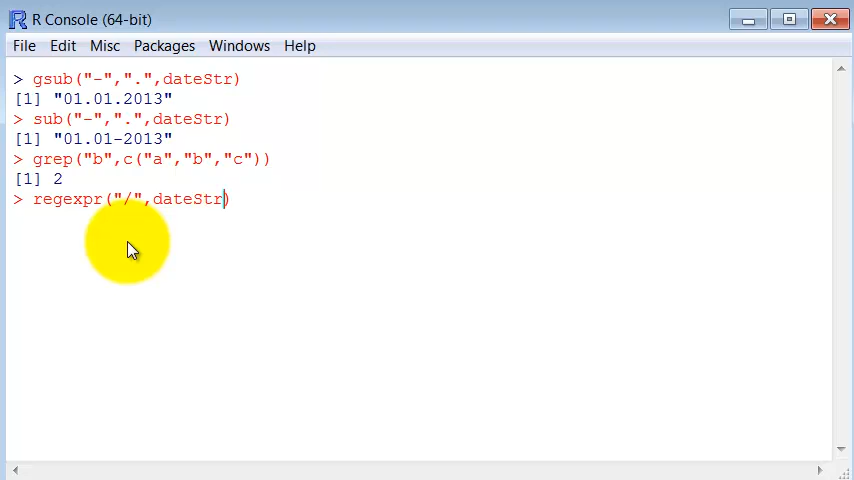 R Console (64-bit)
File Edit Misc Packages Windows Help
> gsub("-",".",dateStr)
[1] "01.01.2013"
> sub("-",".",dateStr)
[1] "01.01-2013"
> grep("b",c("a","b","c"))
[1] 2
> regexpr("/",dateStr)